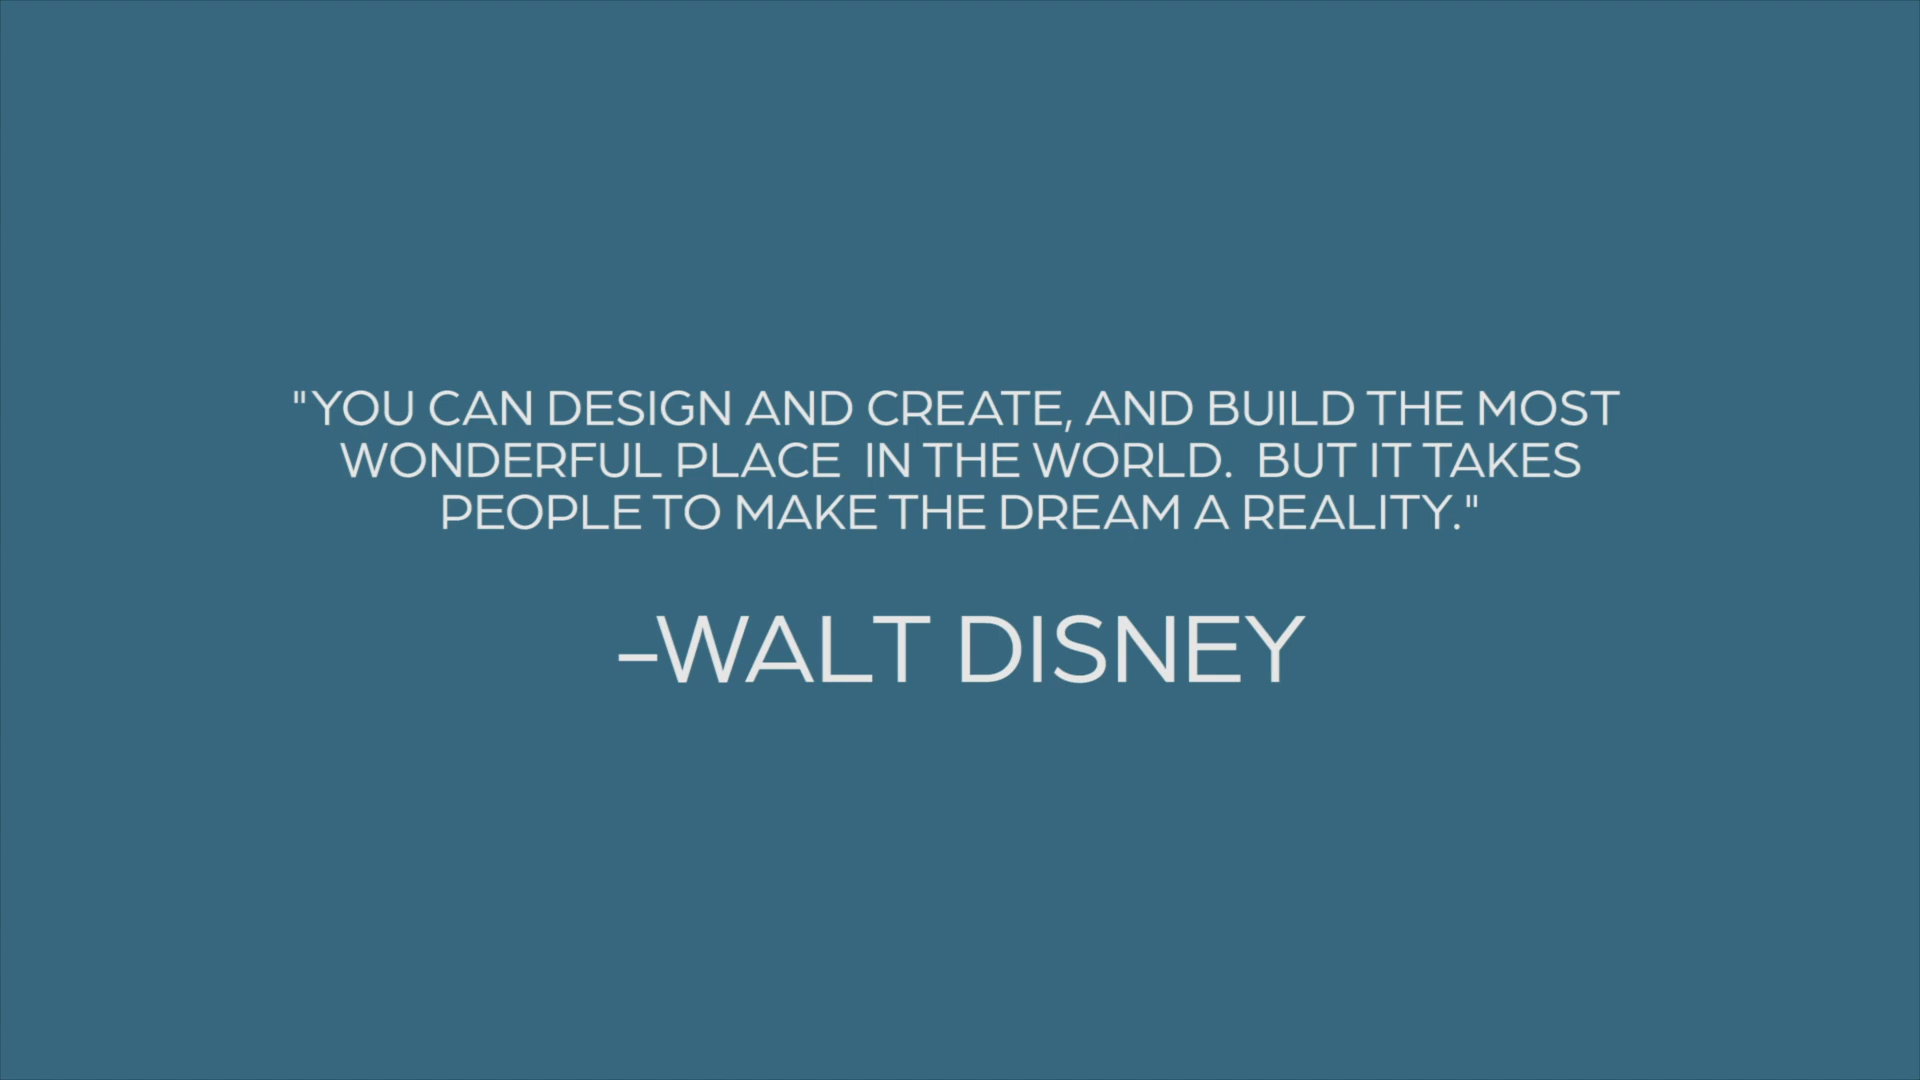 "YOU CAN DESIGN AND CREATE, AND BUILD THE MOST
WONDERFUL PLACE  IN THE WORLD.  BUT IT TAKES
PEOPLE TO MAKE THE DREAM A REALITY."
–WALT DISNEY